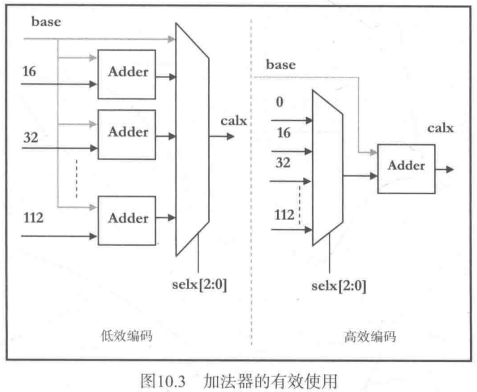 base
16
Adder
32
Adder
112
Adder
calx
selx[2:0]
低效编码
base
0
16
32
112
Adder
calx
selx[2:0]
高效编码
图10.3 加法器的有效使用